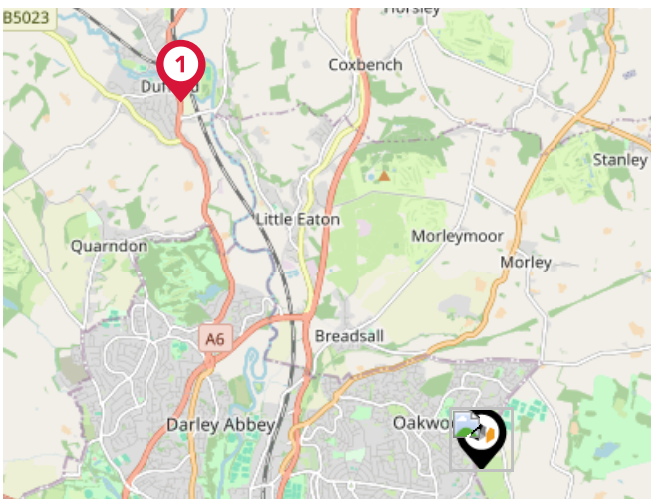 B5023
Horsley
1
Coxbench
Stanley
Little Eaton
Quarndon
Morleymoor
Morley
A6
Breadsall
Darley Abbey